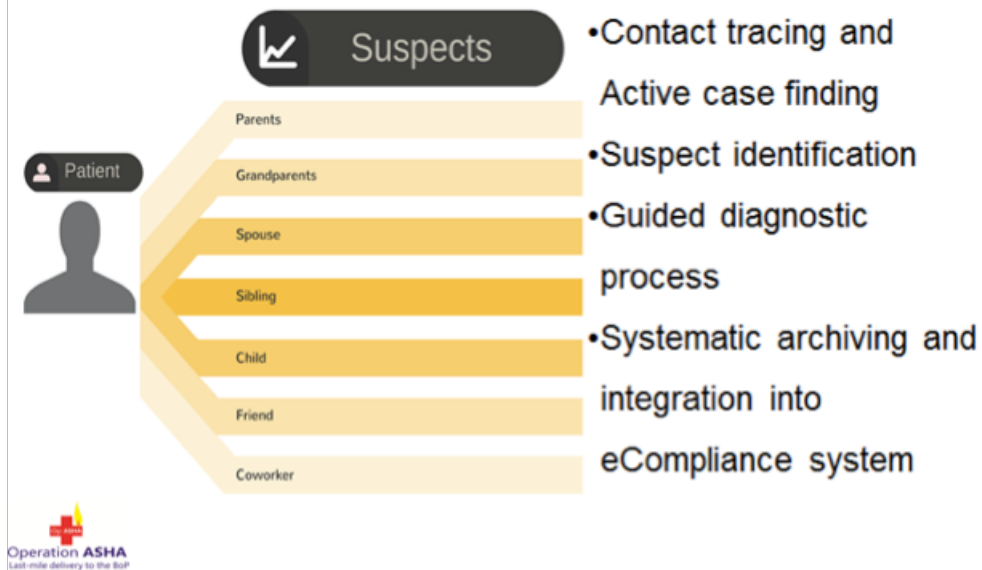 Suspects
Patient
Parents
Grandparents
Spouse
Sibling
Child
Friend
Coworker
•Contact tracing and
Active case finding
•Suspect identification
•Guided diagnostic
process
•Systematic archiving and
integration into
eCompliance system
Operation ASHA
Last-mile delivery to the BoP